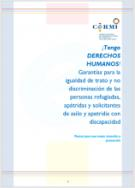 CERMI
¡Tengo
DERECHOS
HUMANOS!
Garantías para la
igualdad de trato y no
discriminación de las
personas refugiadas,
apátridas y solicitantes
de asilo y apatridia con
discapacidad